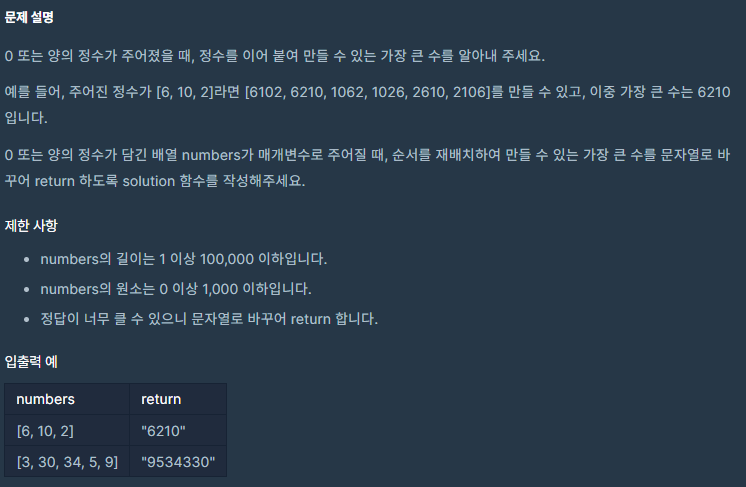 문제 설명
0 또는 양의 정수가 주어졌을 때, 정수를 이어 붙여 만들 수 있는 가장 큰 수를 알아내 주세요.
예를 들어, 주어진 정수가 [6, 10, 2]라면 [6102, 6210, 1062, 1026, 2610, 2106]를 만들 수 있고, 이중 가장 큰 수는 6210
입니다.
0 또는 양의 정수가 담긴 배열 numbers가 매개변수로 주어질 때, 순서를 재배치하여 만들 수 있는 가장 큰 수를 문자열로 바
꾸어 return 하도록 solution 함수를 작성해주세요.
제한 사항
• numbers의 길이는 1 이상 100,000 이하입니다.
• numbers의 원소는 0 이상 1,000 이하입니다.
• 정답이 너무 클 수 있으니 문자열로 바꾸어 return 합니다.
입출력 예
numbers return
[6, 10, 2] "6210"
[3, 30, 34, 5, 9] "9534330"